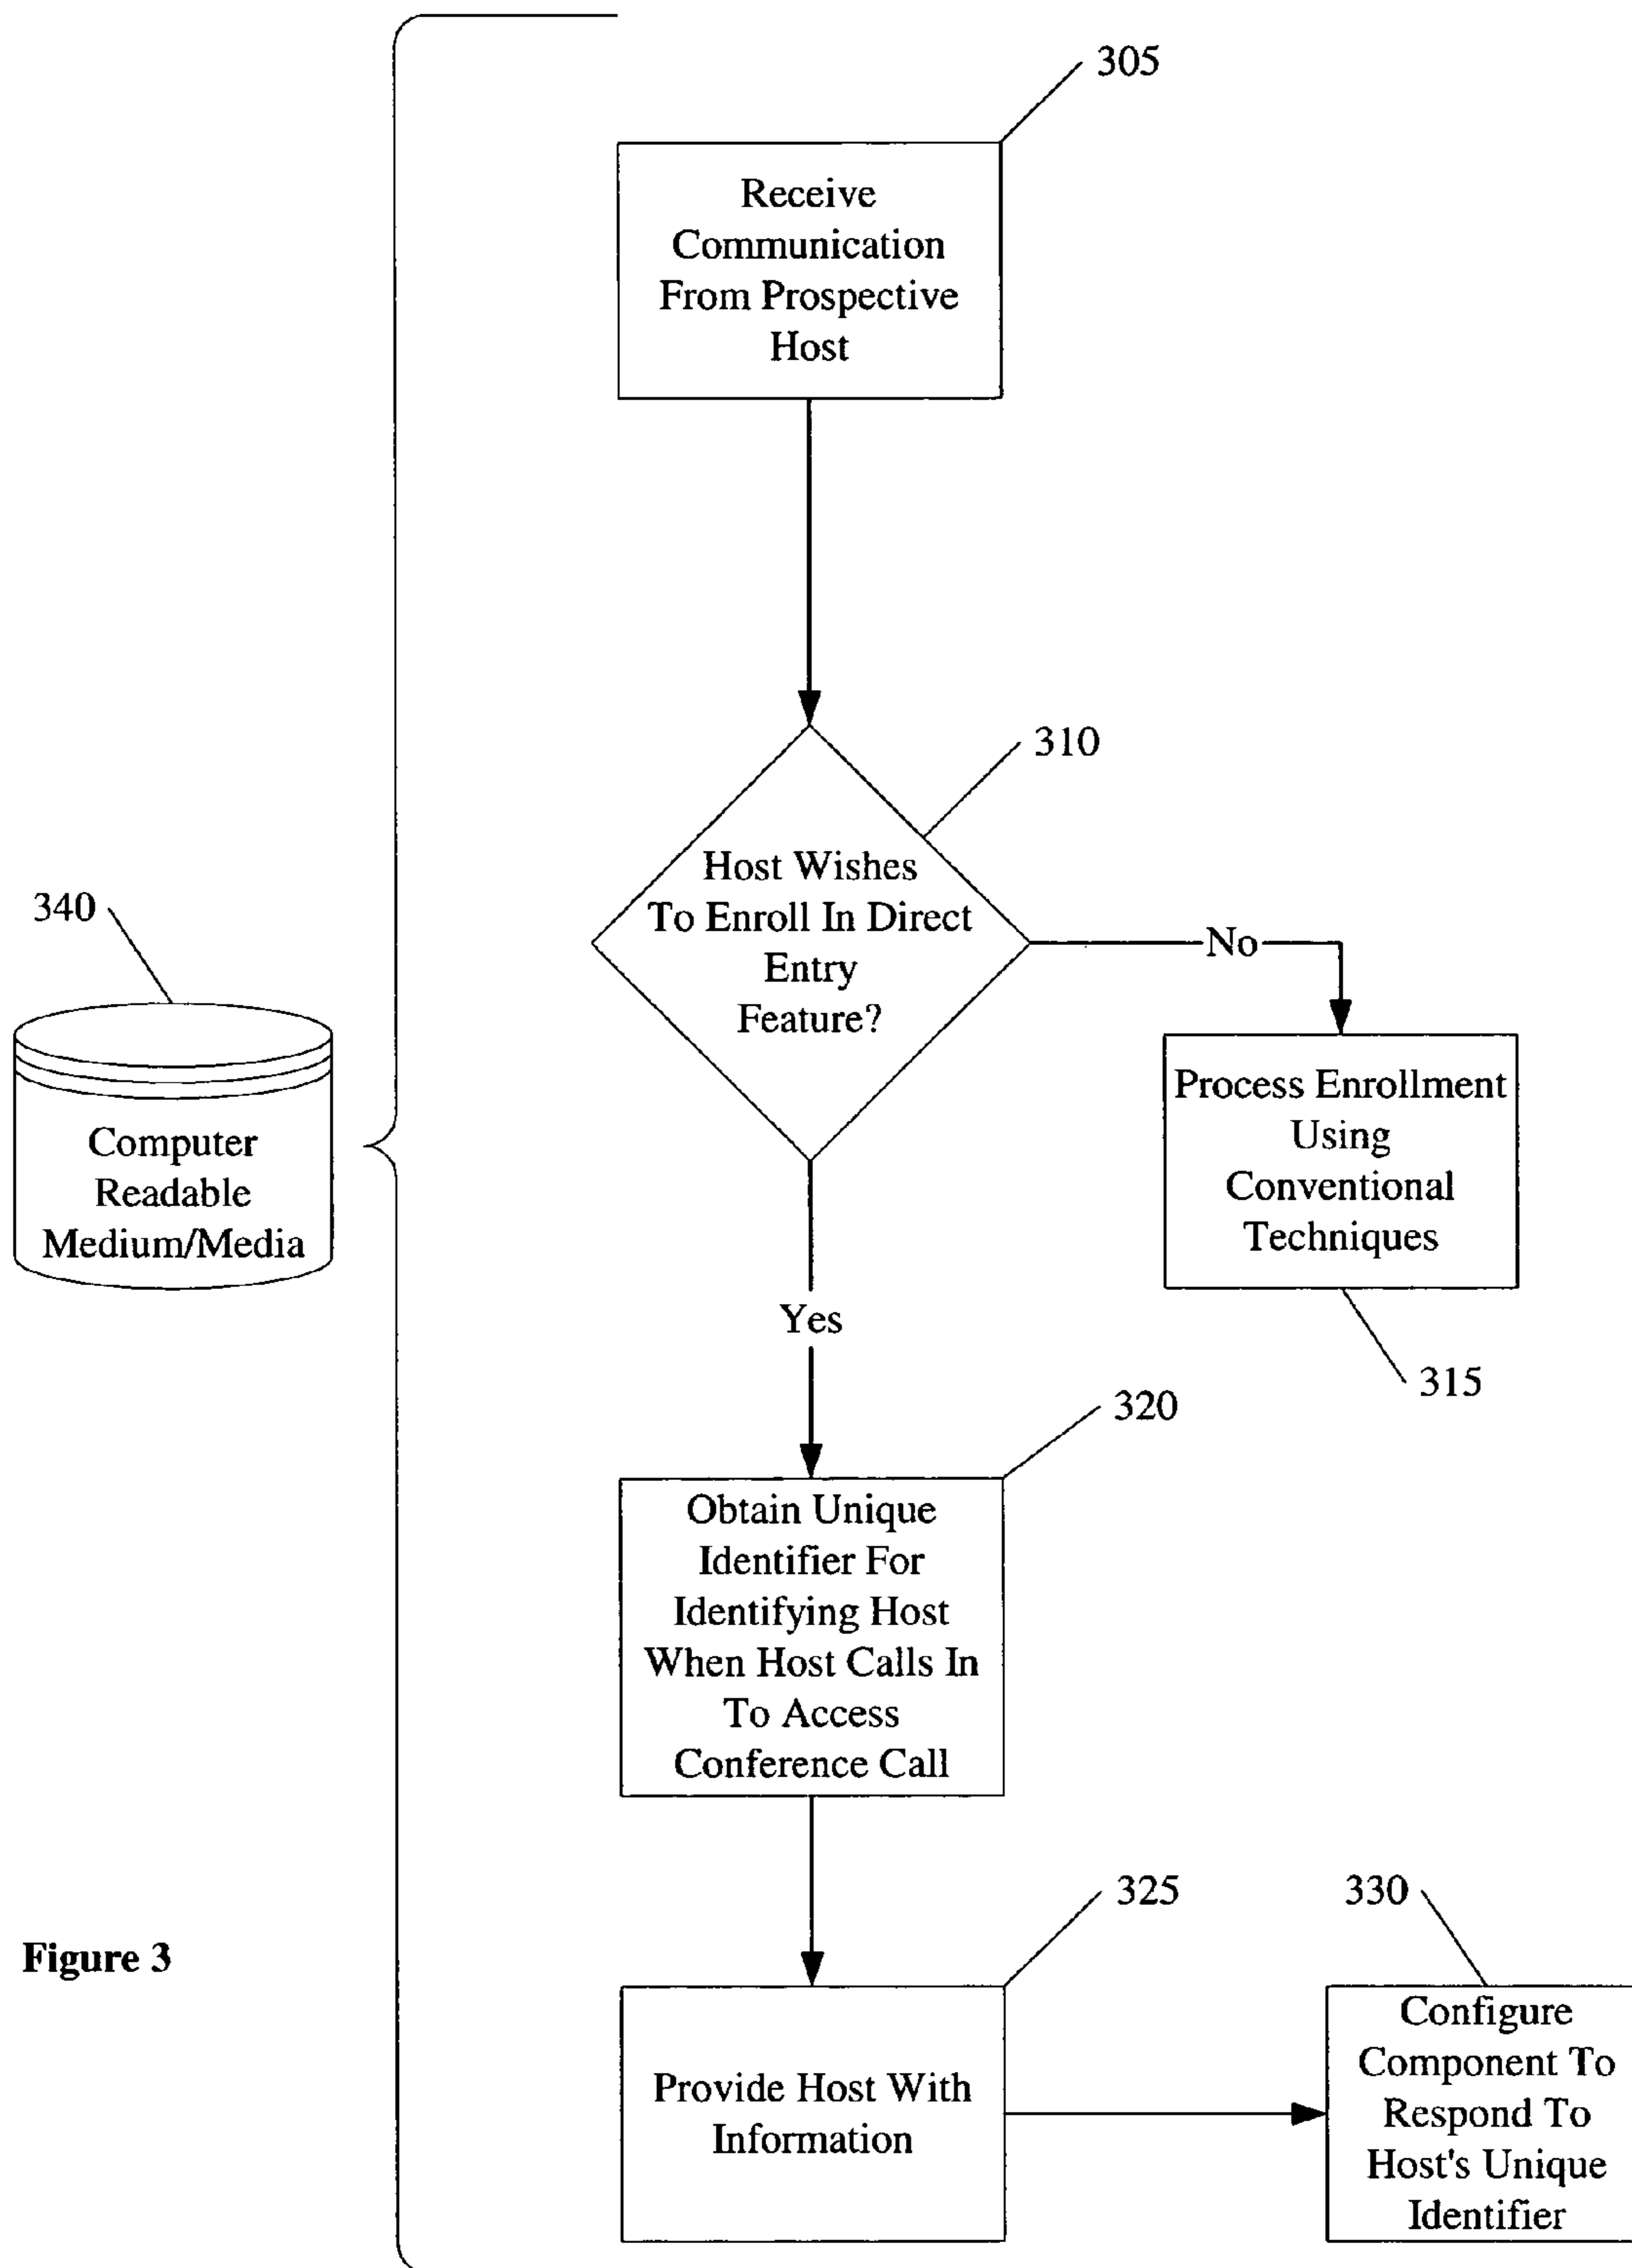 305
Receive
Communication
From Prospective
Host
310
Host Wishes
To Enroll In Direct
Entry
Feature?
No
340
Computer
Readable
Medium/Media
Process Enrollment
Using
Conventional
Techniques
315
Yes
320
Obtain Unique
Identifier For
Identifying Host
When Host Calls In
To Access
Conference Call
325
330
Figure 3
Provide Host With
Information
Configure
Component To
Respond To
Host's Unique
Identifier